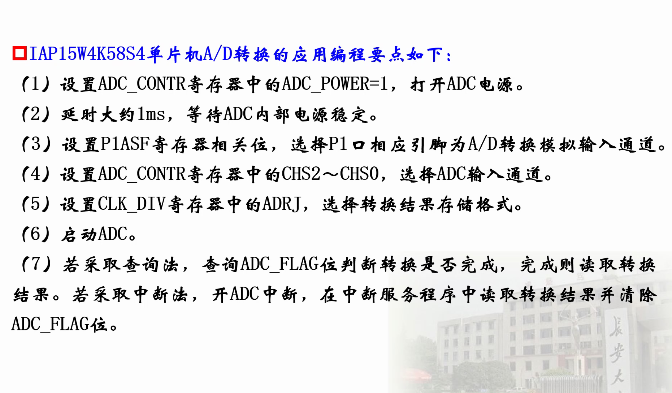 IAP15W4K58S4单片机A/D转换的应用编程要点如下：
（1）设置ADC_CONTR寄存器中的ADC_POWER=1，打开ADC电源。
（2）延时大约1ms，等待ADC内部电源稳定。
（3）设置P1ASF寄存器相关位，选择P1口相应引脚为A/D转换模拟输入通道。
（4）设置ADC_CONTR寄存器中的CHS2～CHS0，选择ADC输入通道。
（5）设置CLK_DIV寄存器中的ADRJ，选择转换结果存储格式。
（6）启动ADC。
（7）若采取查询法，查询ADC_FLAG位判断转换是否完成，完成则读取转换
结果。若采取中断法，开ADC中断，在中断服务程序中读取转换结果并清除
ADC_FLAG位。
长安大